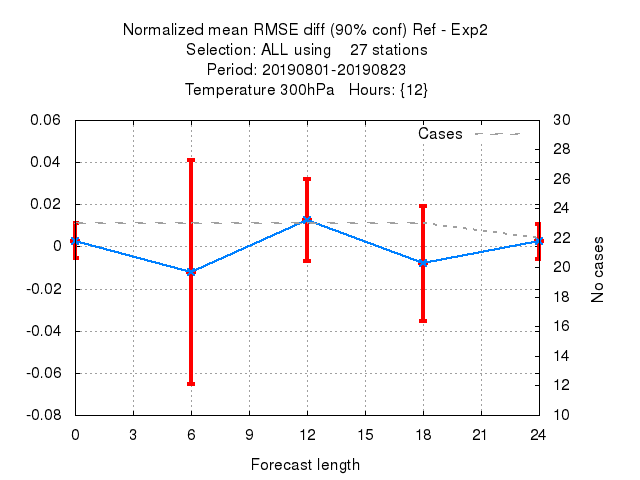 Normalized mean RMSE diff (90% conf) Ref - Exp2
Selection: ALL using    27 stations
Period: 20190801-20190823
Temperature 300hPa   Hours: {12}
Cases
0.06
0.04
0.02
0
-0.02
-0.04
-0.06
-0.08
30
28
26
24
22
20
18
16
14
12
10
No cases
0 3 6 9 12 15 18 21 24
Forecast length